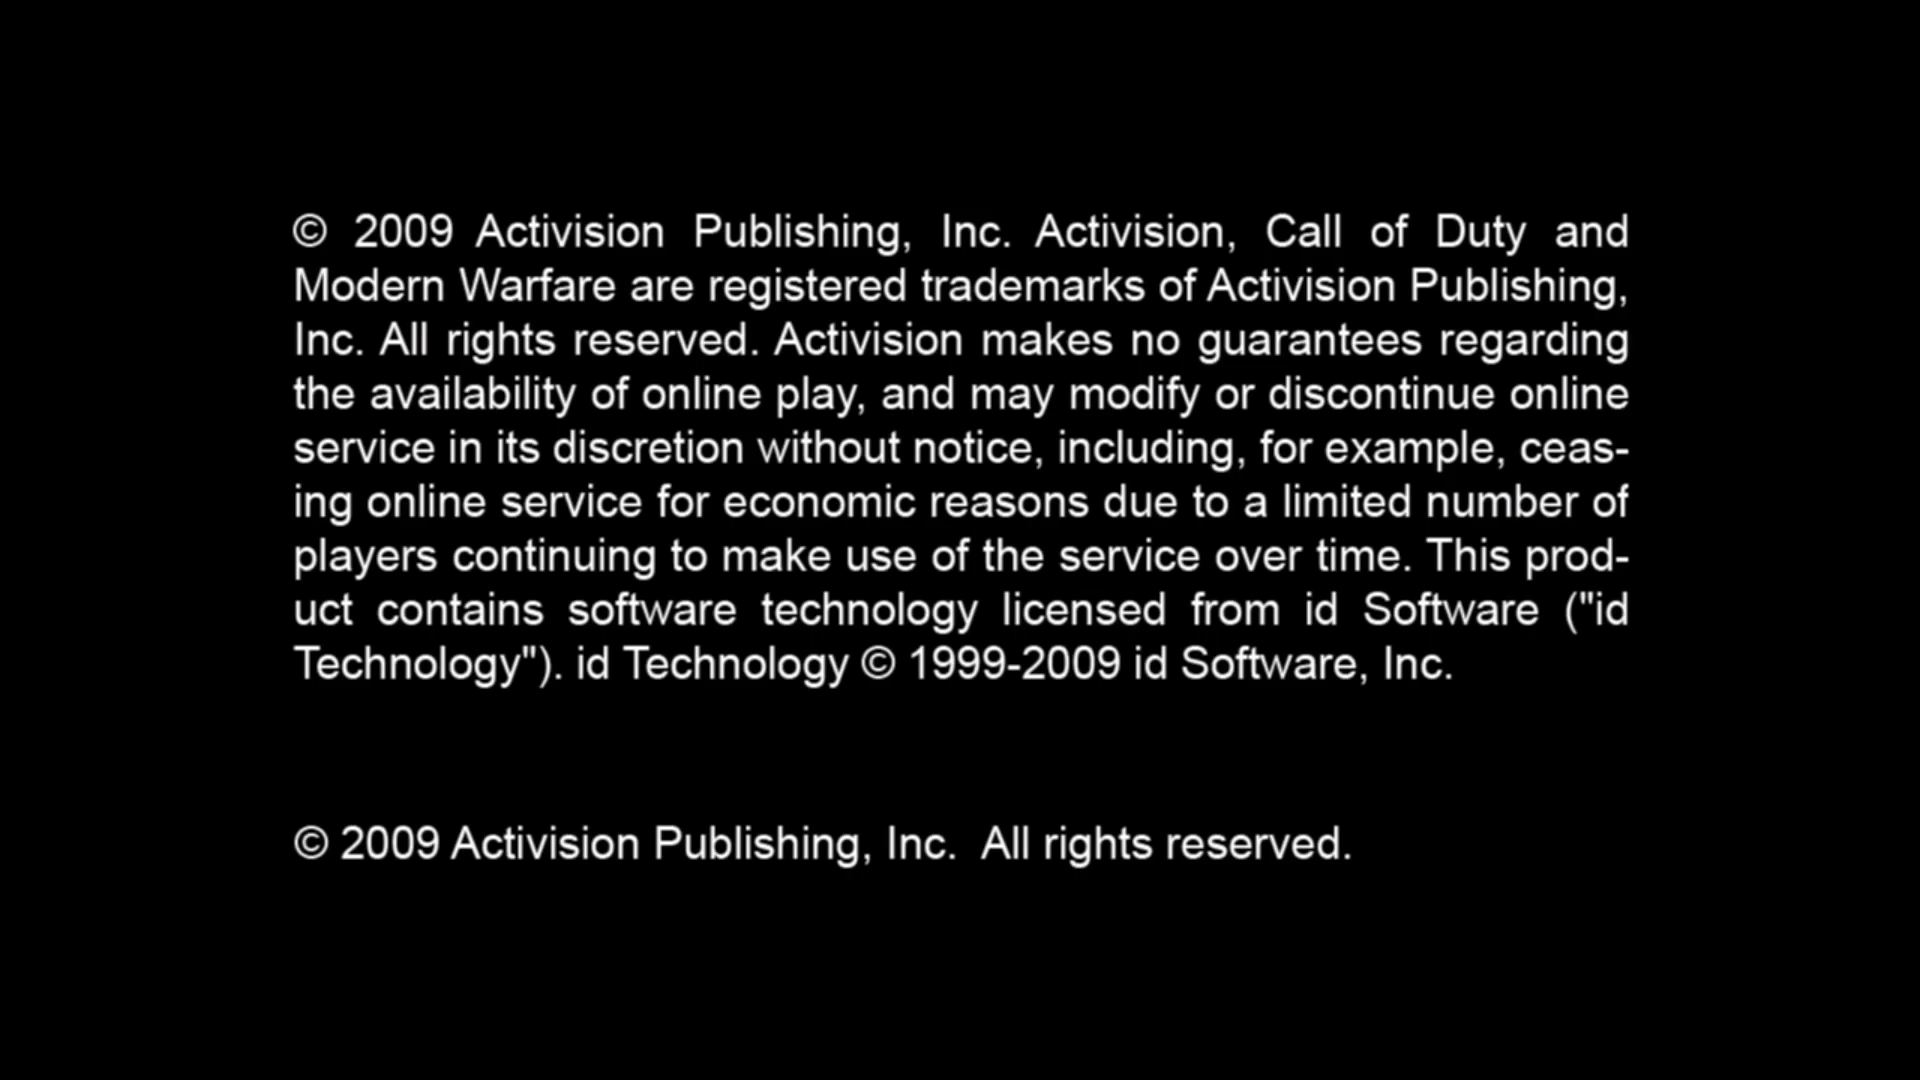 © 2009 Activision Publishing, Inc. Activision, Call of Duty and
Modern Warfare are registered trademarks of Activision Publishing,
Inc. All rights reserved. Activision makes no guarantees regarding
the availability of online play, and may modify or discontinue online
service in its discretion without notice, including, for example, ceas-
ing online service for economic reasons due to a limited number of
players continuing to make use of the service over time. This prod-
uct contains software technology licensed from id Software ("id
Technology"). id Technology © 1999-2009 id Software, Inc.
© 2009 Activision Publishing, Inc.  All rights reserved.